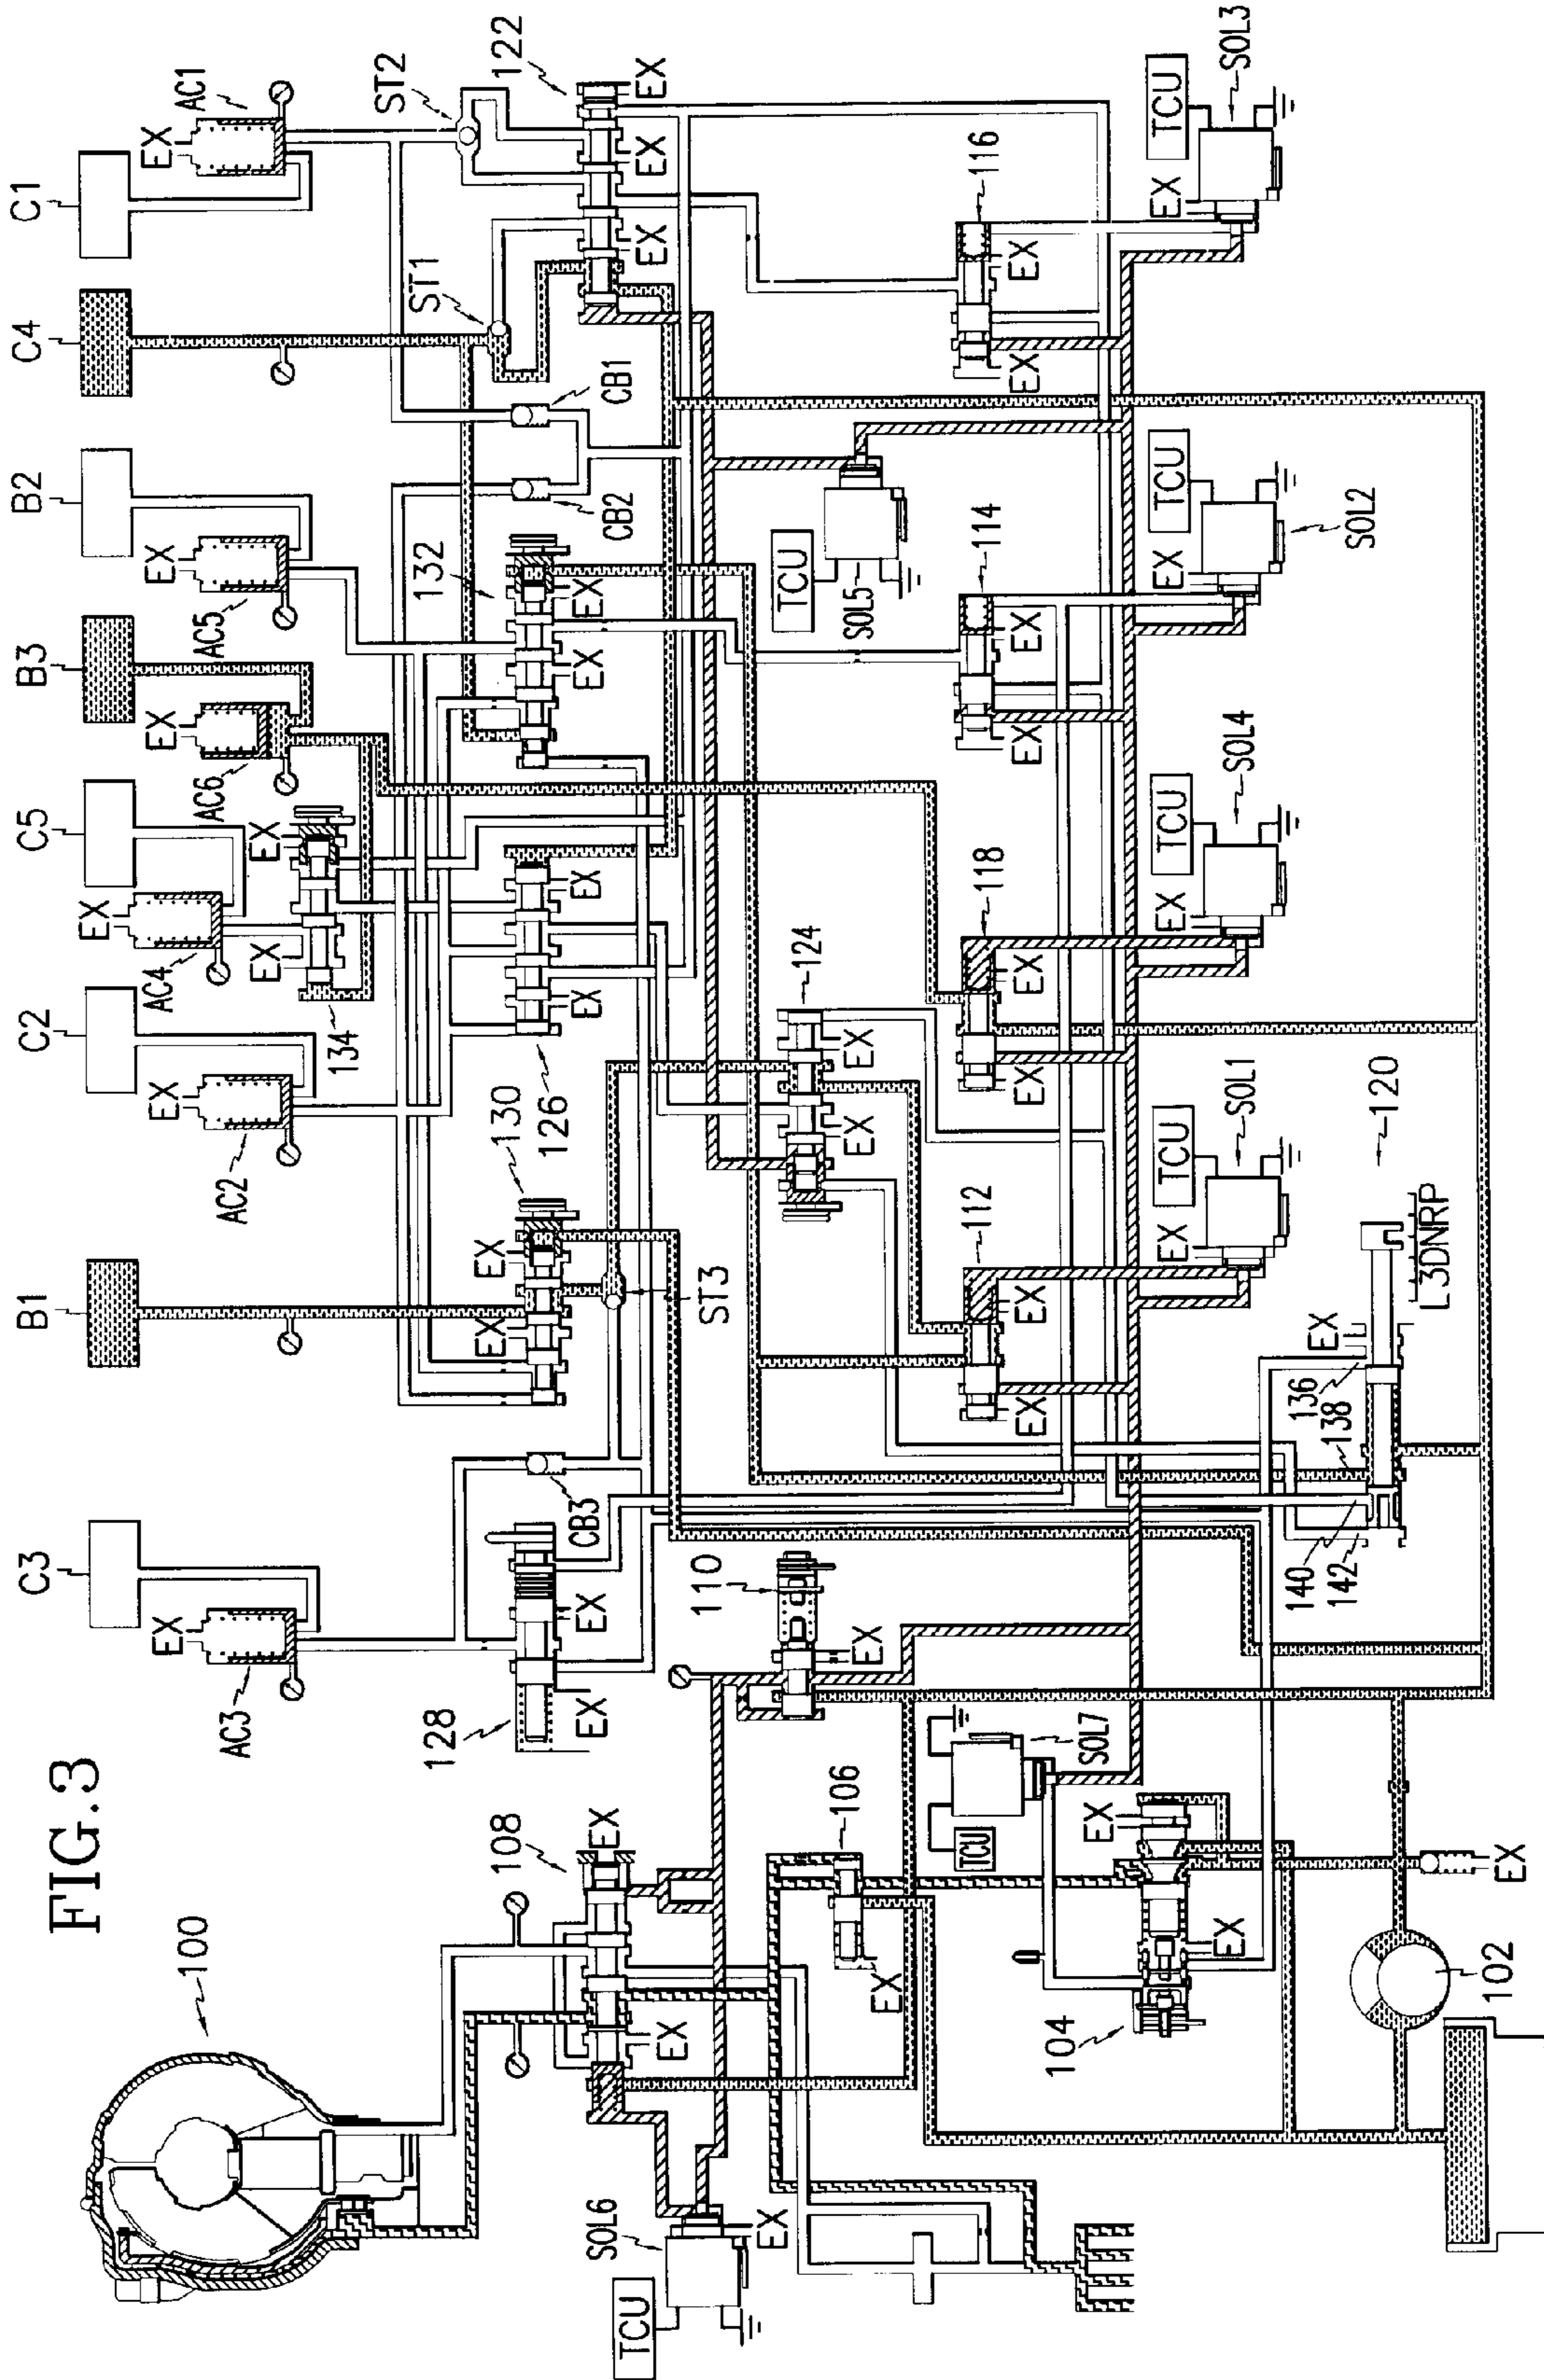 FIG.3
100
C3
B1
C2
C5
B3
B2
C4
C1
EX
AC3
EX
AC2
EX
AC4
EX
AC6
EX
AC5
EX
AC1
134
EX
EX
ST1
ST2
108
EX
EX
128
EX
EX
CB3
130
EX
EX
126
EX
EX
132
EX
EX
CB2
CB1
122
EX
EX
EX
ST3
SOL6
TCU
EX
110
EX
124
EX
EX
TCU
SOL5
106
EX
SOL7
TCU
112
EX
EX
118
EX
EX
114
EX
EX
116
EX
EX
104
EX
EX
TCU
EX
SOL1
TCU
EX
SOL4
TCU
EX
SOL2
TCU
EX
SOL3
136
138
140
142
EX
120
L3DNRP
102
EX